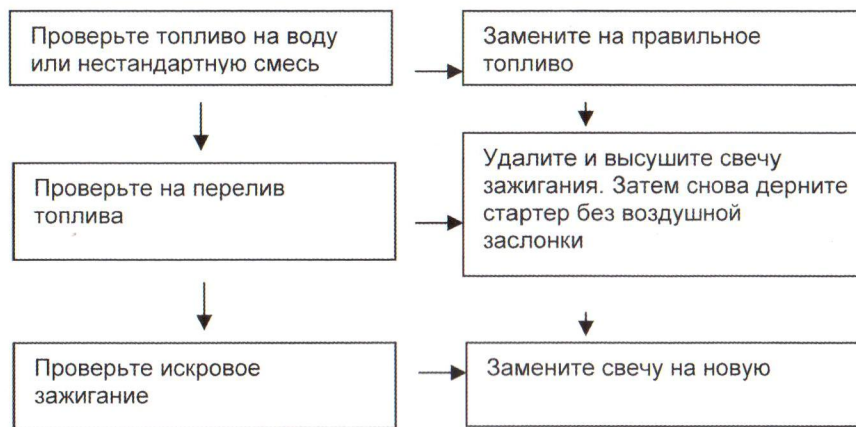 Проверьте топливо на воду
или нестандартную смесь
Замените на правильное
топливо
Проверьте на перелив
топлива
Удалите и высушите свечу
зажигания. Затем снова дерните
стартер без воздушной
заслонки
Проверьте искровое
зажигание
Замените свечу на новую